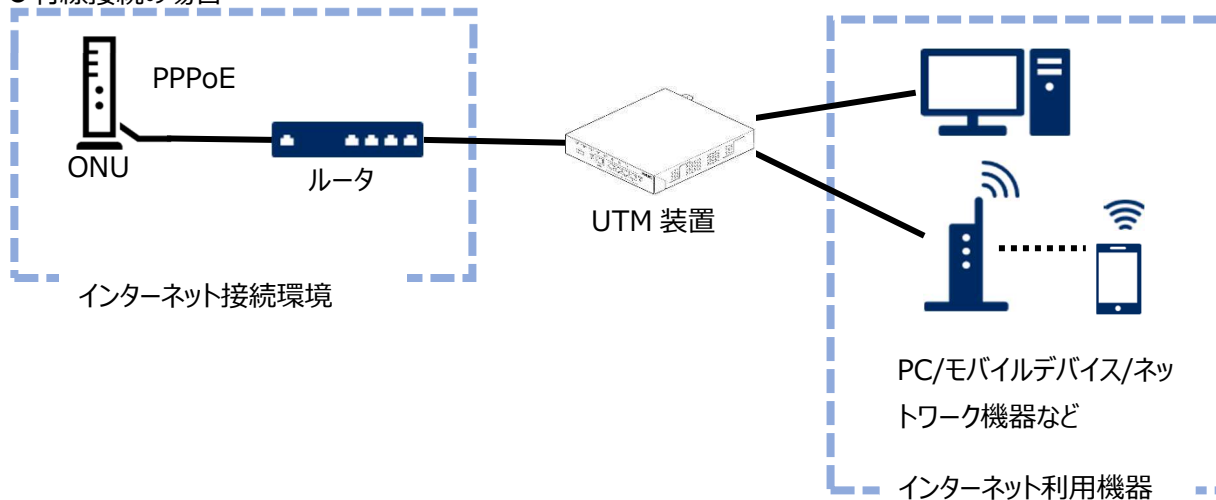 PPPoE
ONU
ルータ
インターネット接続環境
UTM 装置
PC/モバイルデバイス/ネッ
トワーク機器など
インターネット利用機器